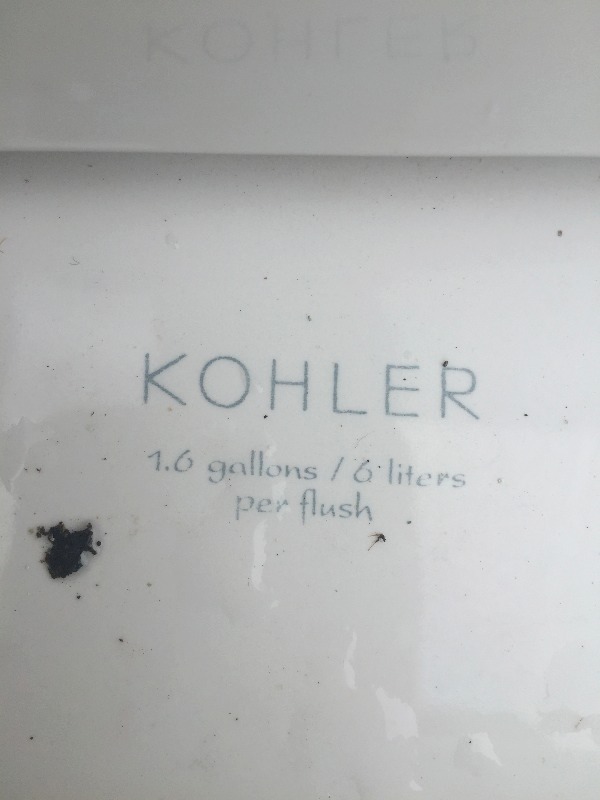 KOHLER
1.6 gallons / 6 liters
per flush